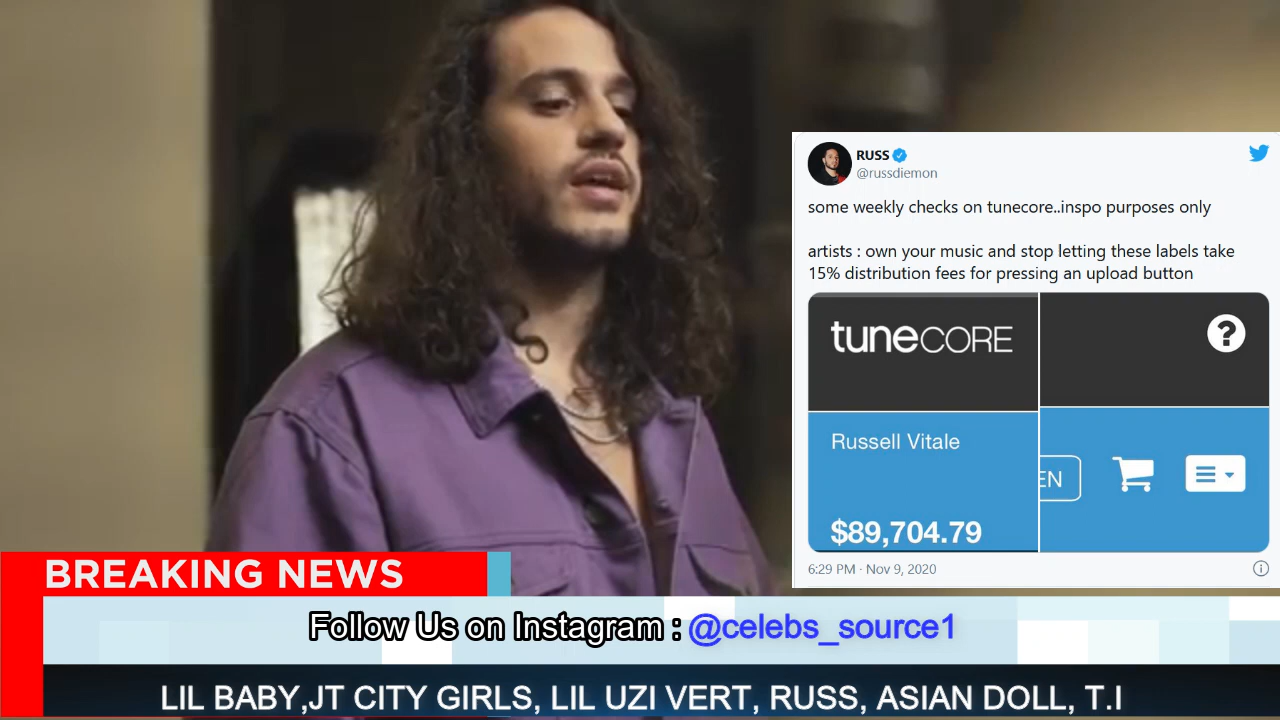 RUSS
@russdiemon
some weekly checks on tunecore..inspo purposes only
artists : own your music and stop letting these labels take
15% distribution fees for pressing an upload button
tuneCORE
?
Russell Vitale
EN
$89,704.79
6:29 PM · Nov 9, 2020
BREAKING NEWS
Follow Us on Instagram : @celebs_source1
LIL BABY,JT CITY GIRLS, LIL UZI VERT, RUSS, ASIAN DOLL, T.I